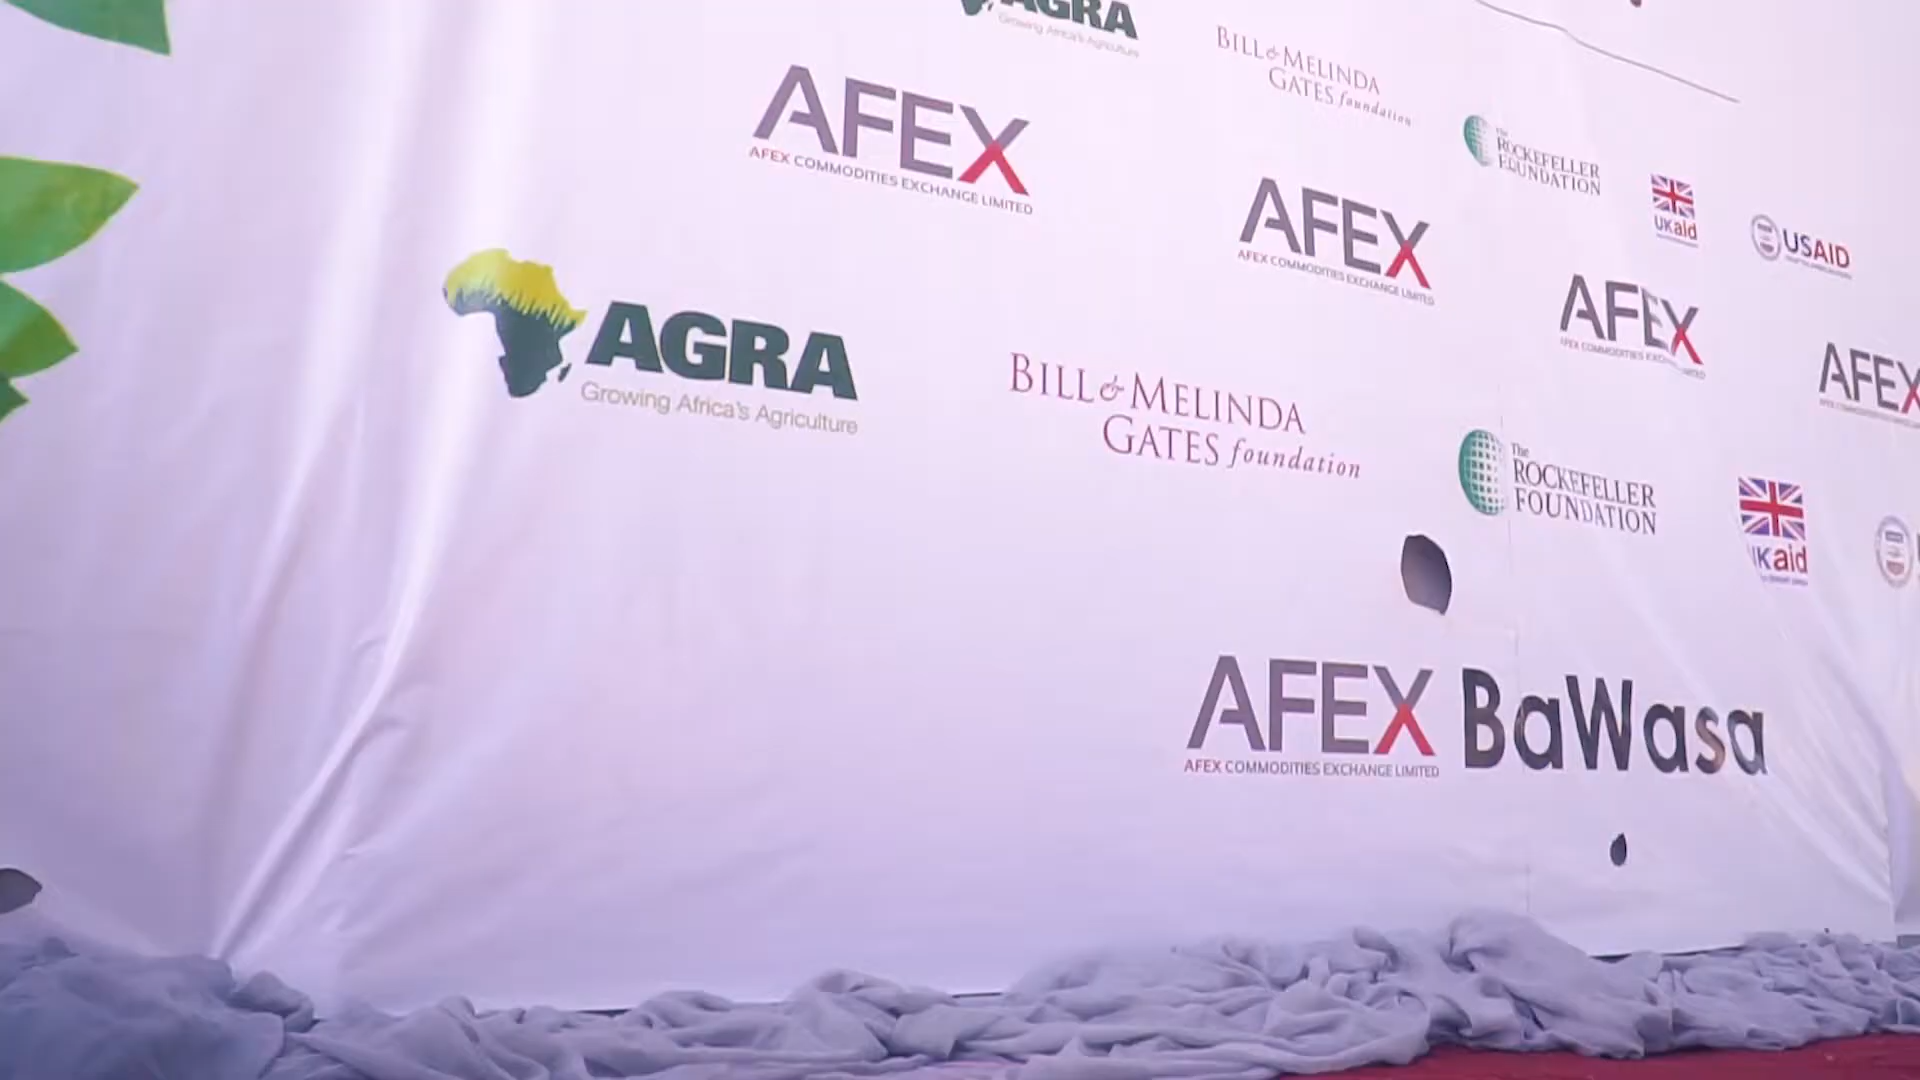 AGRA
Growing Africa's Agriculture
BILL & MELINDA
GATES foundation
AFEX
AFEX COMMODITIES EXCHANGE LIMITED
The
ROCKEFELLER
FOUNDATION
UKaid
USAID
AFEX
AFEX COMMODITIES EXCHANGE LIMITED
AFEX
AFEX
AGRA
Growing Africa's Agriculture
BILL & MELINDA
GATES foundation
The
ROCKEFELLER
FOUNDATION
UKaid
AFEX
AFEX COMMODITIES EXCHANGE LIMITED
BaWasa